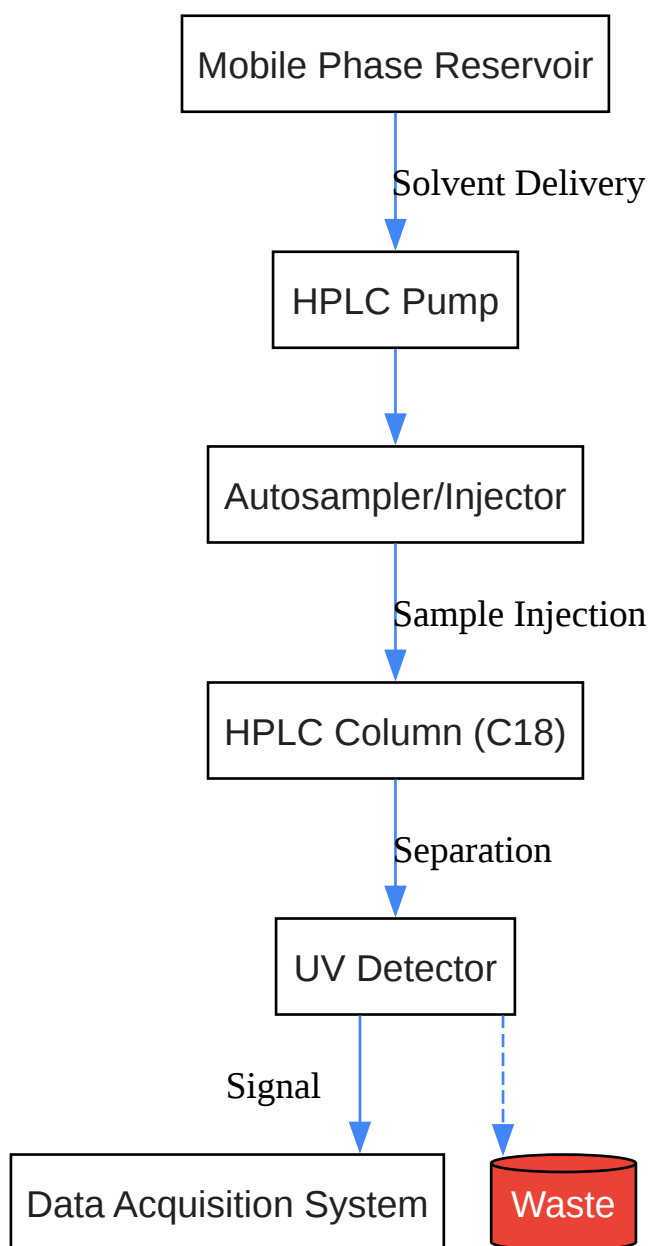 Mobile Phase Reservoir
Solvent Delivery
HPLC Pump
Autosampler/Injector
Sample Injection
HPLC Column (C18)
Separation
UV Detector
Signal
Data Acquisition System
Waste